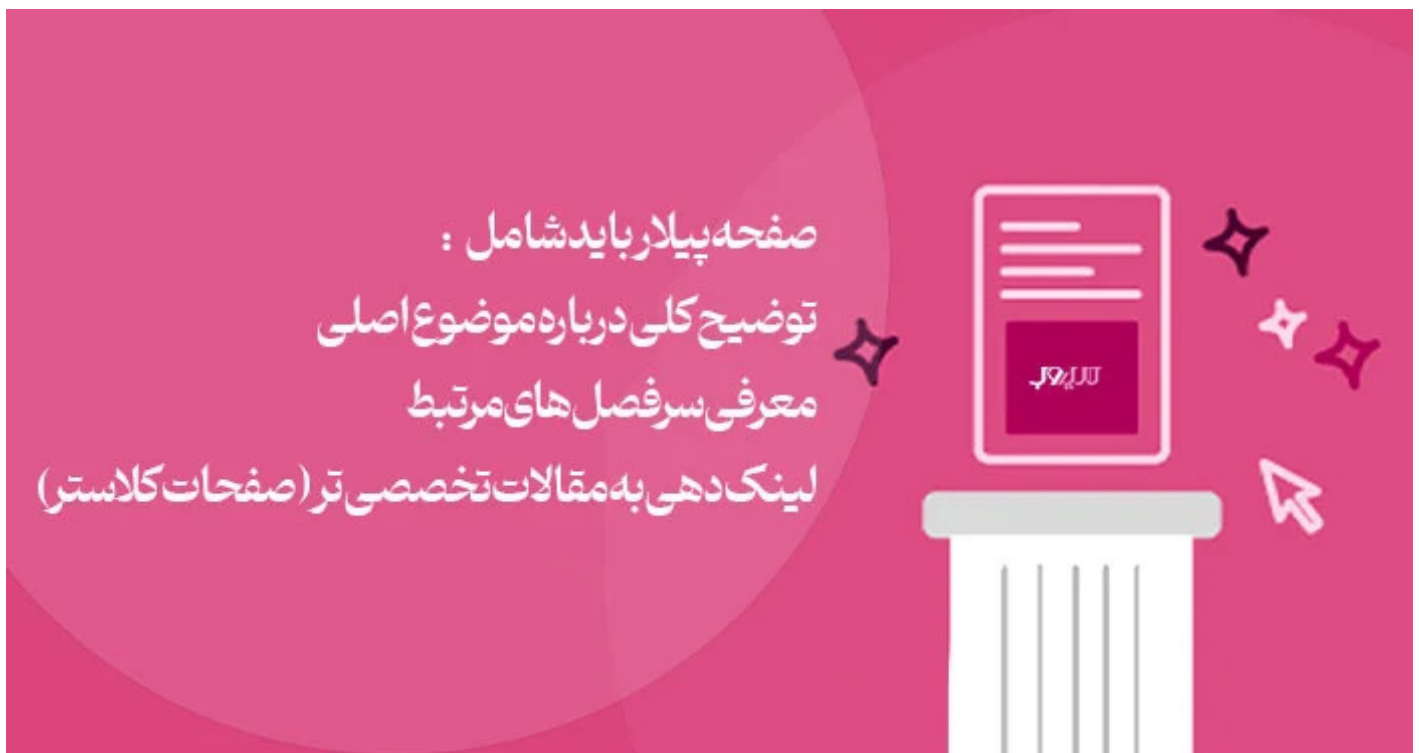 صفحه پیلار باید شامل :
توضیح کلی درباره موضوع اصلی
معرفی سرفصل های مرتبط
لینک دهی به مقالات تخصصی تر (صفحات کلاستر)